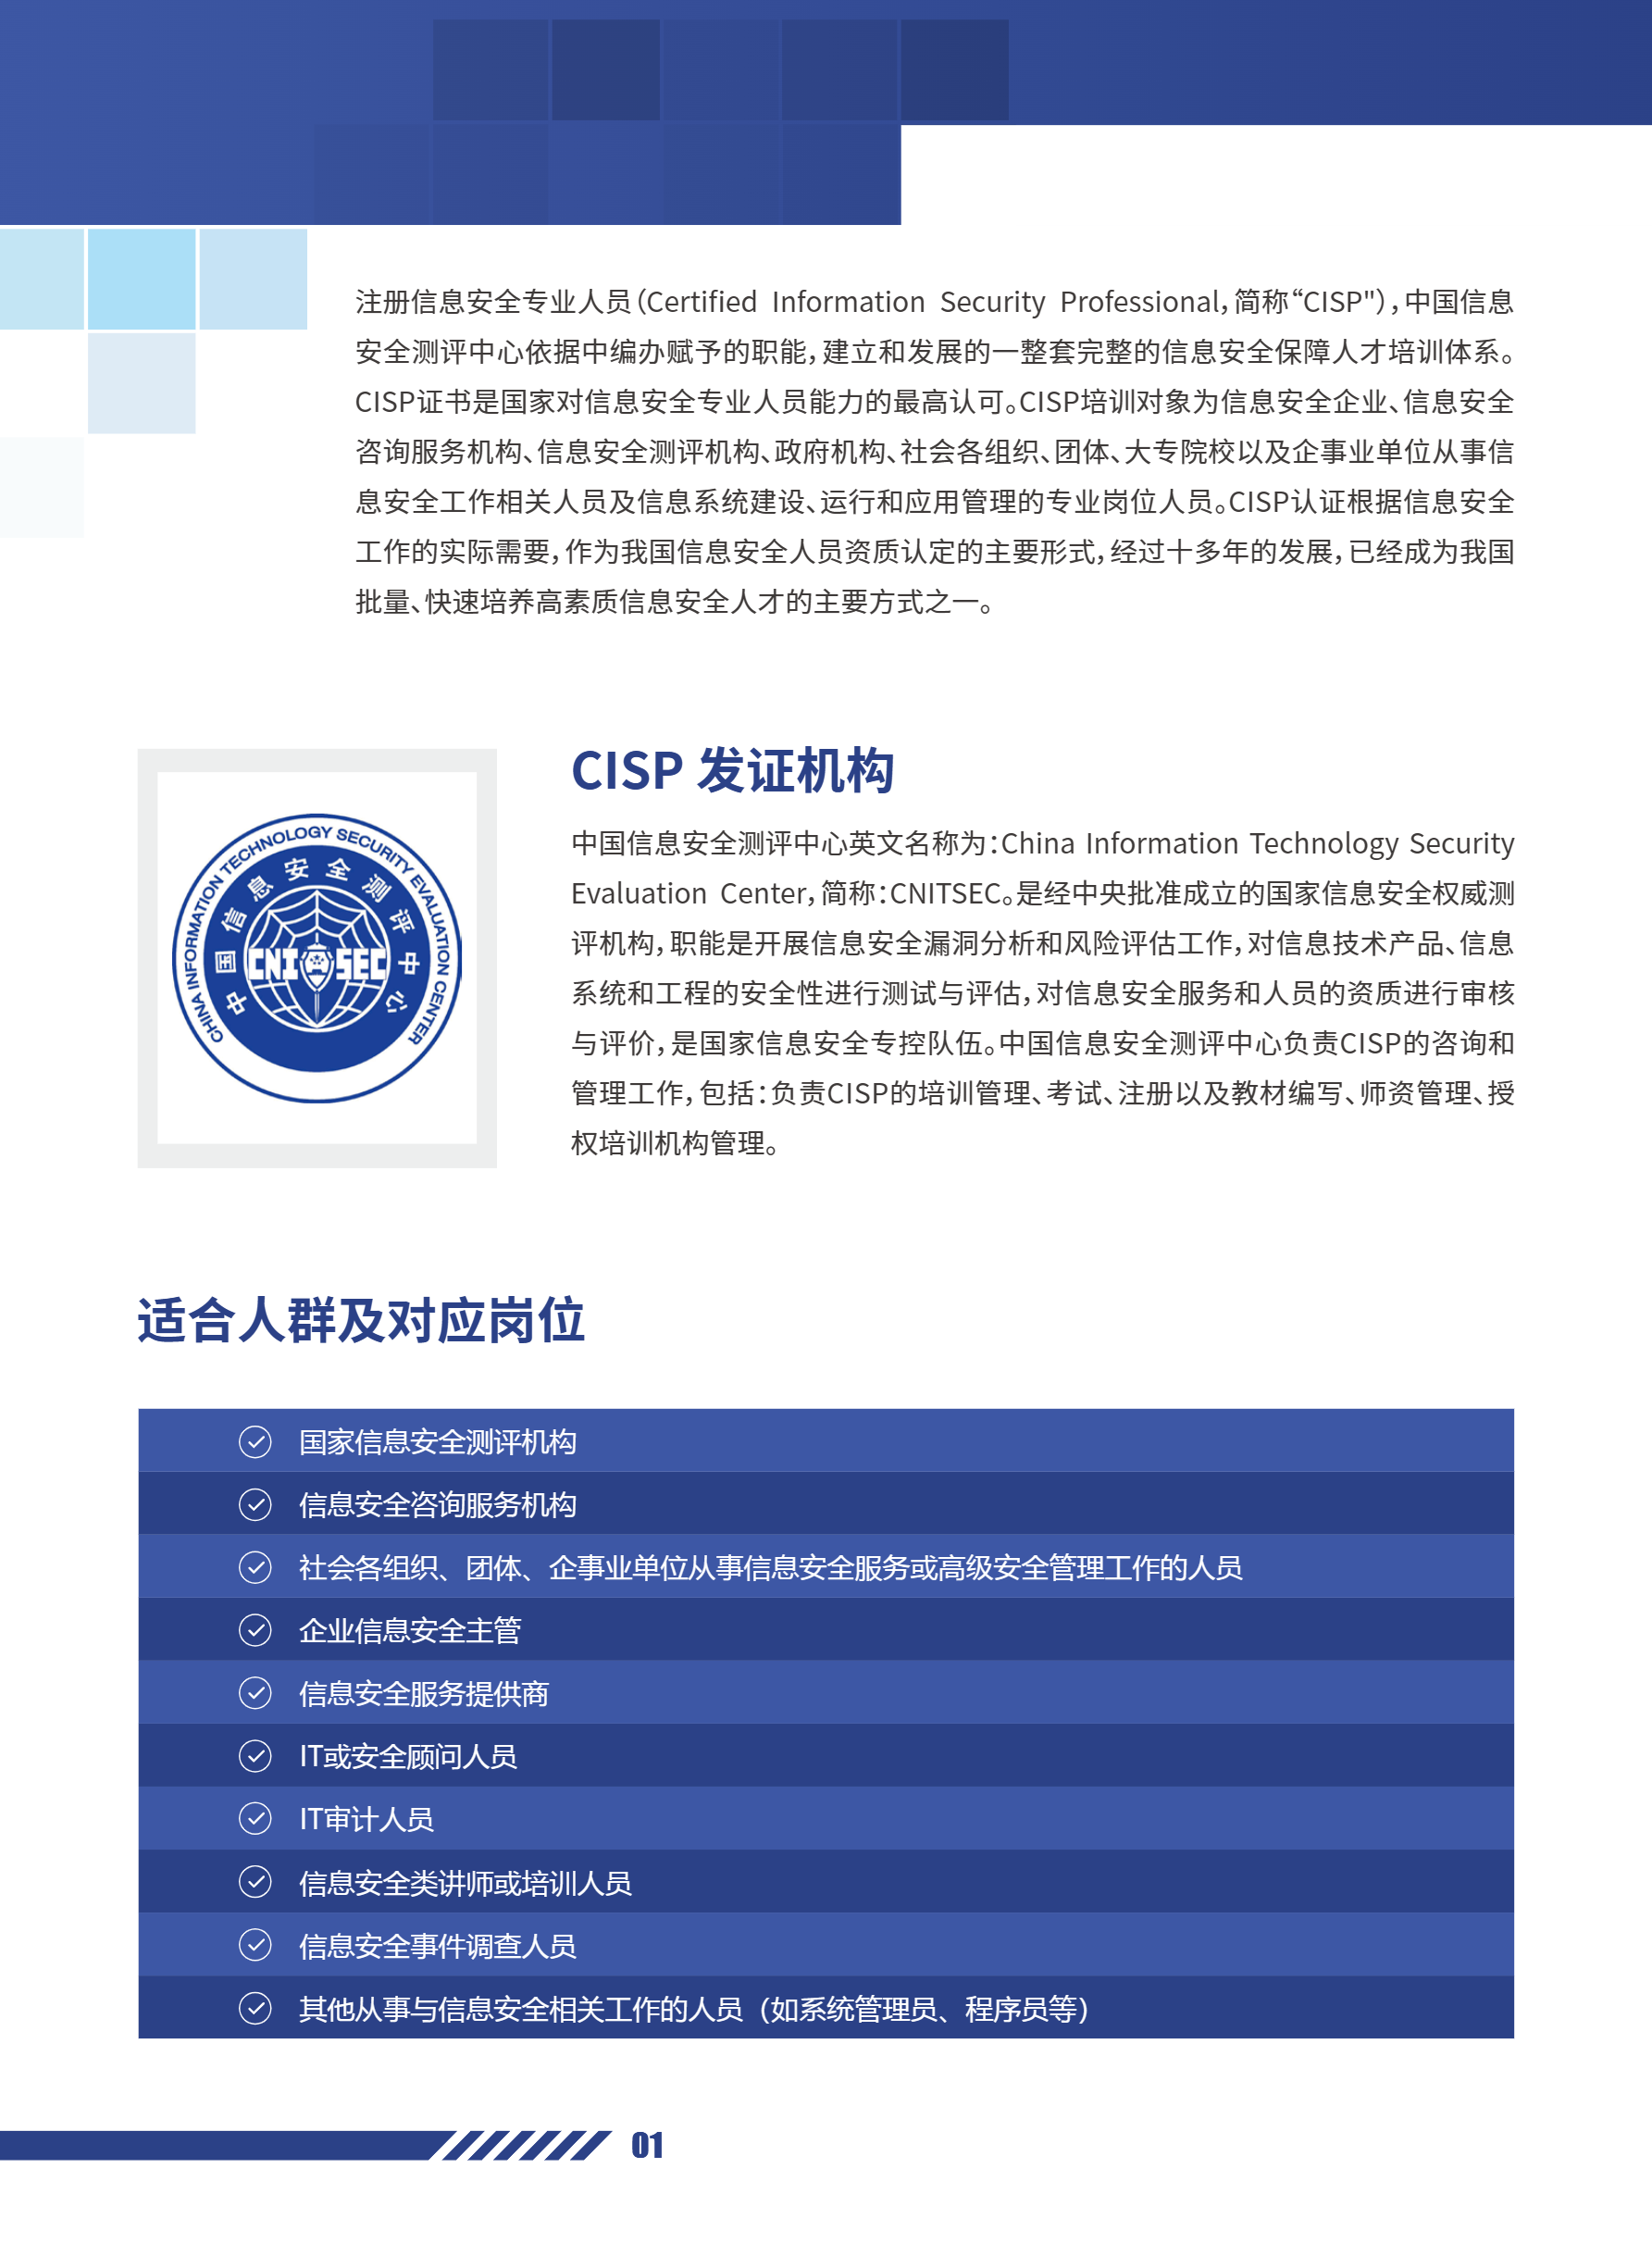 注册信息安全专业人员（Certified Information Security Professional，简称“CISP"），中国信息
安全测评中心依据中编办赋予的职能，建立和发展的一整套完整的信息安全保障人才培训体系。
CISP证书是国家对信息安全专业人员能力的最高认可。CISP培训对象为信息安全企业、信息安全
咨询服务机构、信息安全测评机构、政府机构、社会各组织、团体、大专院校以及企事业单位从事信
息安全工作相关人员及信息系统建设、运行和应用管理的专业岗位人员。CISP认证根据信息安全
工作的实际需要，作为我国信息安全人员资质认定的主要形式，经过十多年的发展，已经成为我国
批量、快速培养高素质信息安全人才的主要方式之一。
CHINA INFORMATION TECHNOLOGY SECURITY EVALUATION CENTER
中国信息安全测评中心
CNITSEC
CISP 发证机构
中国信息安全测评中心英文名称为：China Information Technology Security
Evaluation Center，简称：CNITSEC。是经中央批准成立的国家信息安全权威测
评机构，职能是开展信息安全漏洞分析和风险评估工作，对信息技术产品、信息
系统和工程的安全性进行测试与评估，对信息安全服务和人员的资质进行审核
与评价，是国家信息安全专控队伍。中国信息安全测评中心负责CISP的咨询和
管理工作，包括：负责CISP的培训管理、考试、注册以及教材编写、师资管理、授
权培训机构管理。
适合人群及对应岗位
国家信息安全测评机构
信息安全咨询服务机构
社会各组织、团体、企事业单位从事信息安全服务或高级安全管理工作的人员
企业信息安全主管
信息安全服务提供商
IT或安全顾问人员
IT审计人员
信息安全类讲师或培训人员
信息安全事件调查人员
其他从事与信息安全相关工作的人员（如系统管理员、程序员等）
01